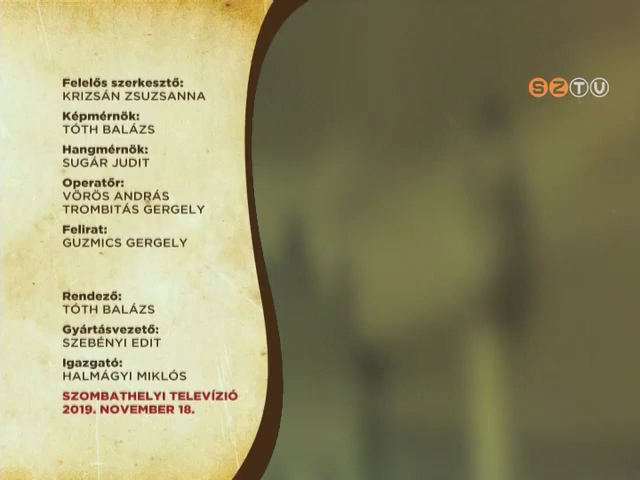 Felelős szerkesztő:
KRIZSÁN ZSUZSANNA
Képmérnök:
TÓTH BALÁZS
Hangmérnök:
SUGÁR JUDIT
Operatőr:
VÖRÖS ANDRÁS
TROMBITÁS GERGELY
Felirat:
GUZMICS GERGELY
Rendező:
TÓTH BALÁZS
Gyártásvezető:
SZEBÉNYI EDIT
Igazgató:
HALMÁGYI MIKLÓS
SZOMBATHELYI TELEVÍZIÓ
2019. NOVEMBER 18.
SZTV